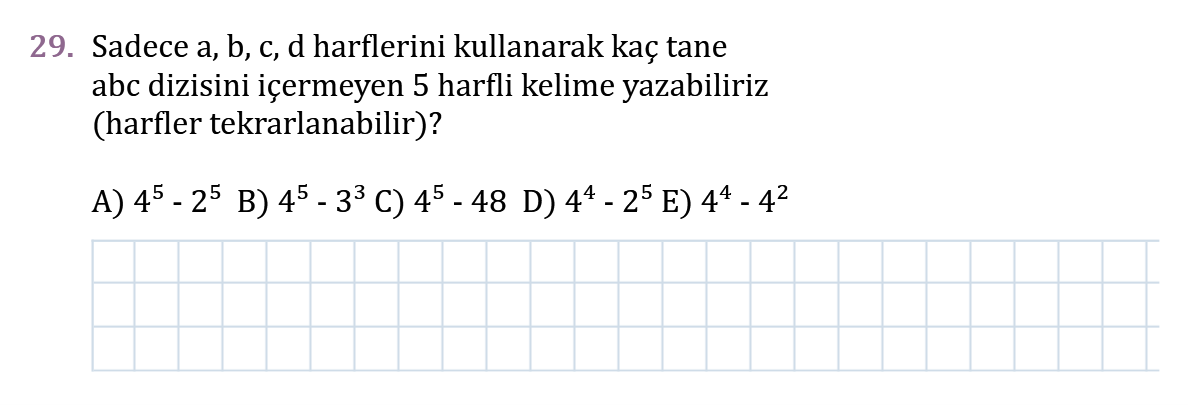 29. Sadece a, b, c, d harflerini kullanarak kaç tane
abc dizisini içermeyen 5 harfli kelime yazabiliriz
(harfler tekrarlanabilir)?
A) 4⁵ - 2⁵ B) 4⁵ - 3³ C) 4⁵ - 48 D) 4⁴ - 2⁵ E) 4⁴ - 4²